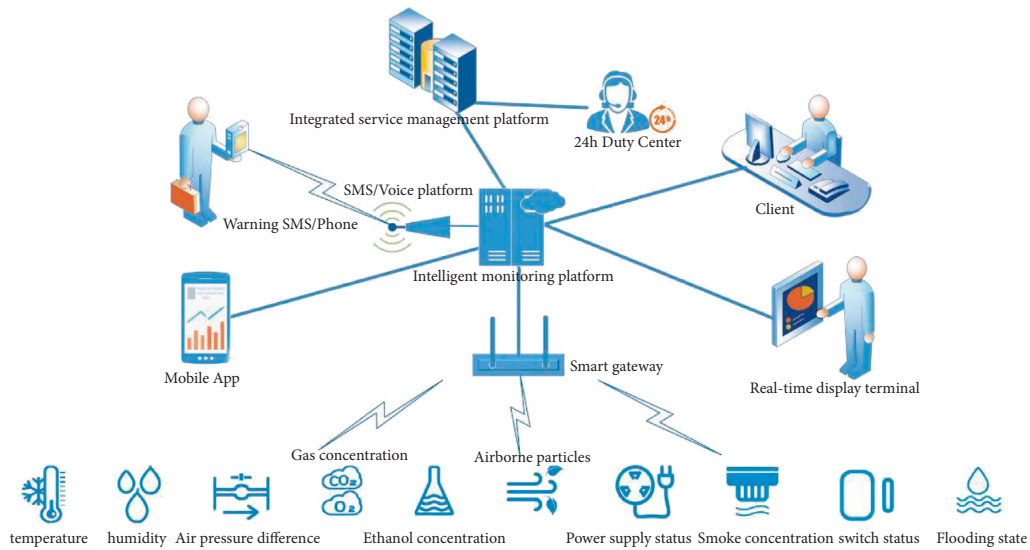 Integrated service management platform
24h
24h Duty Center
SMS/Voice platform
Warning SMS/Phone
Client
Intelligent monitoring platform
Mobile App
Smart gateway
Real-time display terminal
Gas concentration
Airborne particles
CO2
O2
temperature
humidity
Air pressure difference
Ethanol concentration
Power supply status
Smoke concentration
switch status
Flooding state